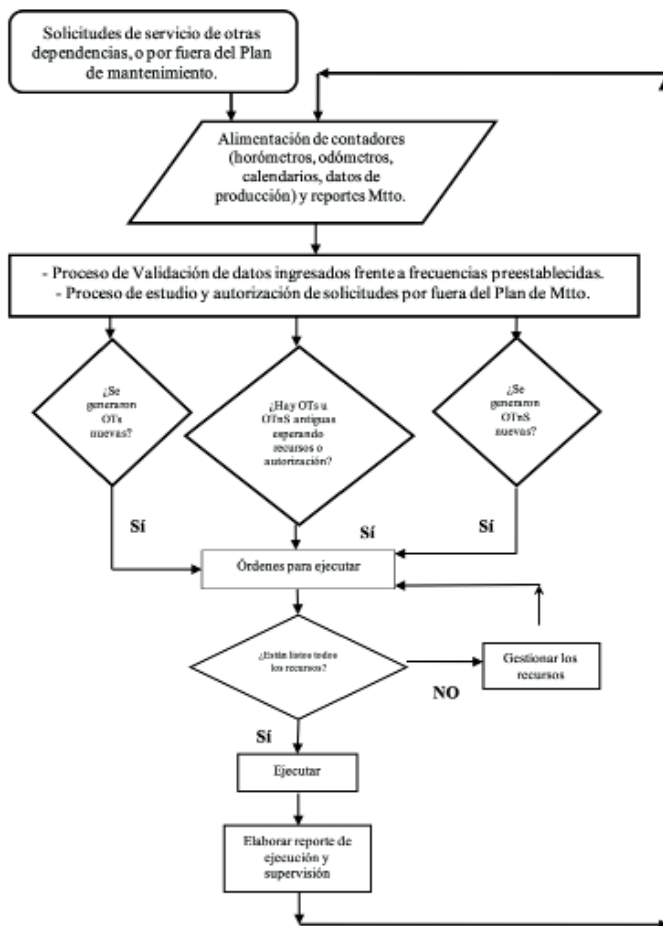 Solicitudes de servicio de otras
dependencias, o por fuera del Plan
de mantenimiento.
Alimentación de contadores
(horómetros, odómetros,
calendarios, datos de
producción) y reportes Mtto.
- Proceso de Validación de datos ingresados frente a frecuencias preestablecidas.
- Proceso de estudio y autorización de solicitudes por fuera del Plan de Mtto.
¿Se
generaron
OTs
nuevas?
¿Hay OTs u
OTnS antiguas
esperando
recursos o
autorización?
¿Se
generaron
OTnS
nuevas?
Sí
Sí
Sí
Órdenes para ejecutar
¿Están listos todos
los recursos?
NO
Gestionar los
recursos
Sí
Ejecutar
Elaborar reporte de
ejecución y
supervisión